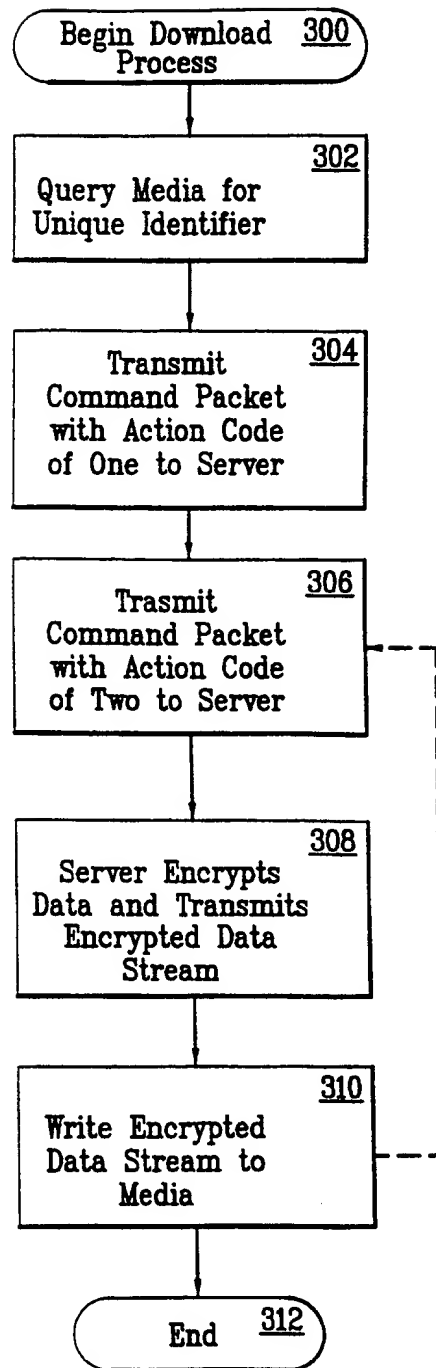 Begin Download 300
Process
302
Query Media for
Unique Identifier
304
Transmit
Command Packet
with Action Code
of One to Server
306
Trasmit
Command Packet
with Action Code
of Two to Server
308
Server Encrypts
Data and Transmits
Encrypted Data
Stream
310
Write Encrypted
Data Stream to
Media
End 312